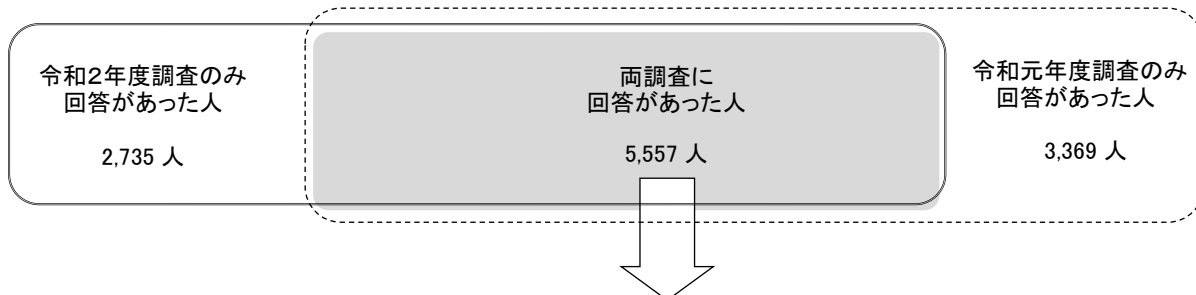 令和2年度調査のみ
回答があった人
2,735 人
両調査に
回答があった人
5,557 人
令和元年度調査のみ
回答があった人
3,369 人